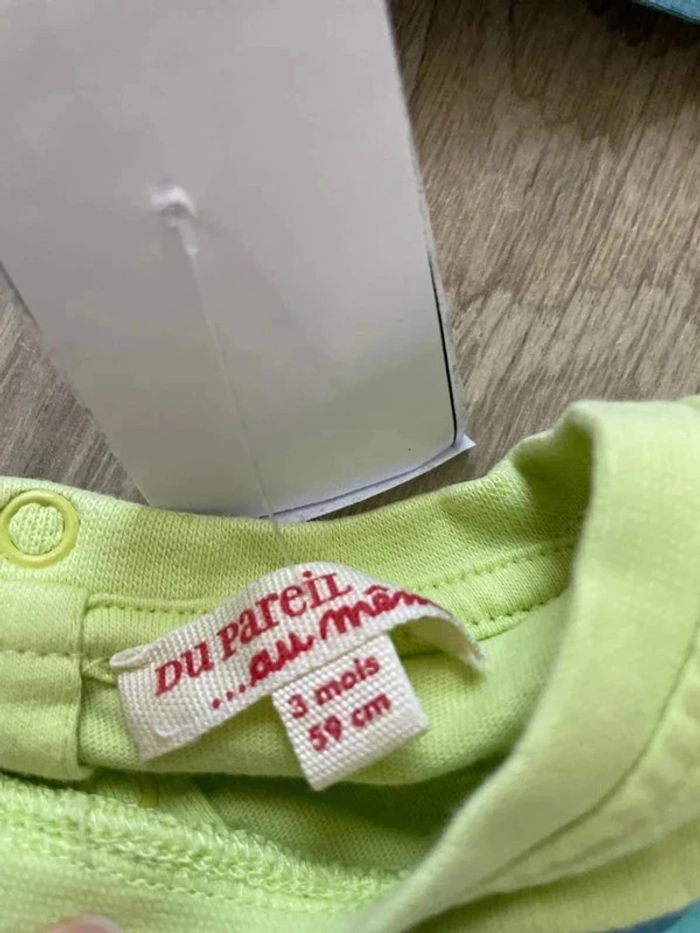 DU PAREIL
...au mêm
3 mois
59 cm